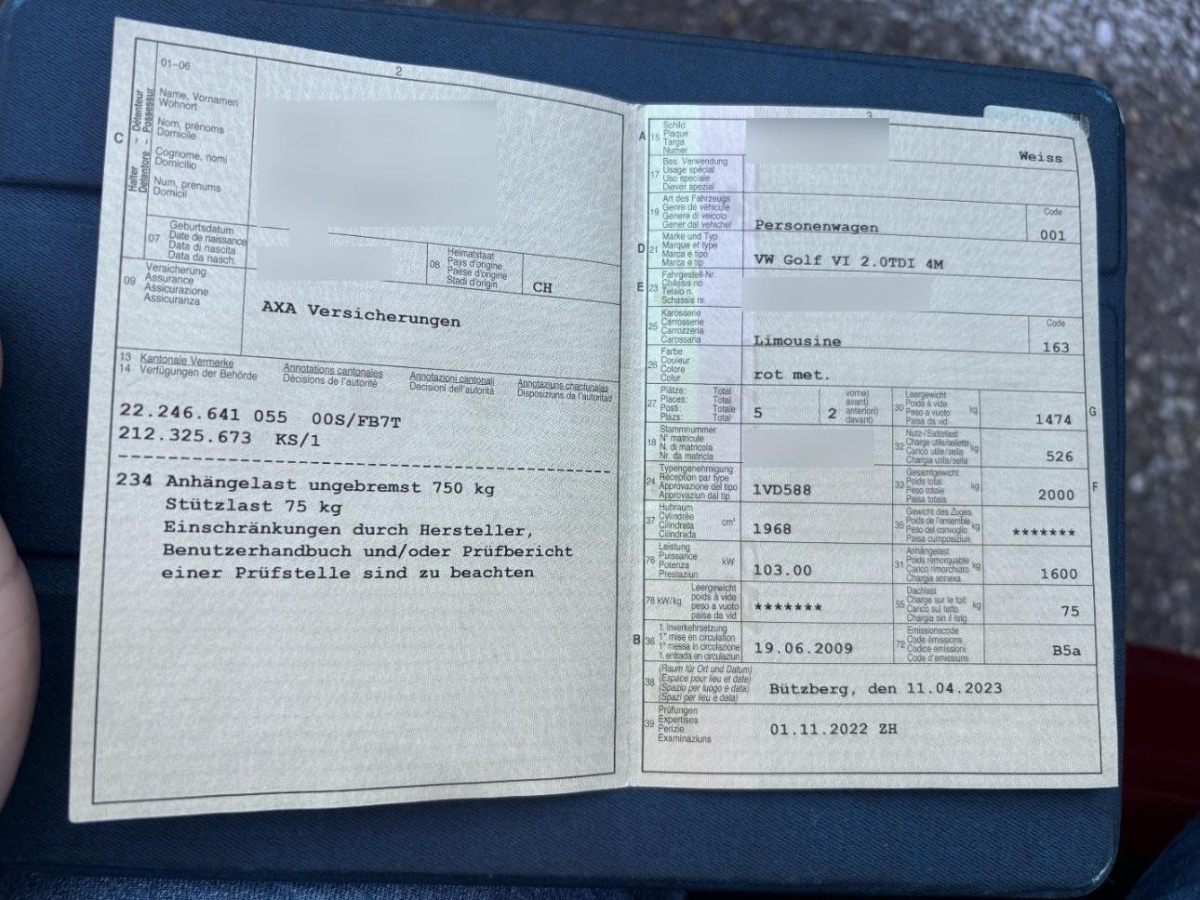 2
01-06
C
Halter - Détenteur
Detentore - Possessur
Name, Vornamen
Wohnort
Nom, prénoms
Domicile
Cognome, nomi
Domicilio
Num, prenums
Domicil
07
Geburtsdatum
Date de naissance
Data di nascita
Data da nasch.
08
Heimatstaat
Pays d'origine
Paese d'origine
Stadi d'origin
CH
09
Versicherung
Assurance
Assicurazione
Assicuranza
AXA Versicherungen
13 Kantonale Vermerke Annotations cantonales Annotazioni cantonali Annotaziuns chantunalas
14 Verfügungen der Behörde Décisions de l'autorité Decisioni dell'autorità Disposiziuns da l'autoritad
22.246.641 055 00S/FB7T
212.325.673 KS/1
234 Anhängelast ungebremst 750 kg
Stützlast 75 kg
Einschränkungen durch Hersteller,
Benutzerhandbuch und/oder Prüfbericht
einer Prüfstelle sind zu beachten
3
A 15
Schild
Plaque
Targa
Numer
Weiss
17
Bes. Verwendung
Usage spécial
Uso speciale
Diever spezial
19
Art des Fahrzeugs
Genre de véhicule
Genere di veicolo
Gener dal vehichel
Personenwagen
Code
001
D 21
Marke und Typ
Marque et type
Marca e tipo
Marca e tip
VW Golf VI 2.0TDI 4M
E 23
Fahrgestell-Nr.
Châssis no
Telaio n.
Schassis nr.
25
Karosserie
Carrosserie
Carrozzeria
Carossaria
Limousine
Code
163
26
Farbe
Couleur
Colore
Colur
rot met.
27
Plätze: Total
Places: Total
Posti: Totale
Plazs: Total
5
2
vorne)
avant)
anteriori)
davant)
30
Leergewicht
Poids à vide
Peso a vuoto
Paisa da vid
kg
1474
G
18
Stammnummer
N° matricule
N. di matricola
Nr. da matricla
32
Nutz-/Sattellast
Charge utile/sellette
Carico utile/sella
Chargia utila/sella
kg
526
24
Typengenehmigung
Réception par type
Approvazione del tipo
Approvaziun dal tip
1VD588
33
Gesamtgewicht
Poids total
Peso totale
Paisa totala
kg
2000
F
37
Hubraum
Cylindrée
Cilindrata
Cilindrada
cm³
1968
35
Gewicht des Zuges
Poids de l'ensemble
Peso del convoglio
Paisa cumposiziun
kg
*******
76
Leistung
Puissance
Potenza
Prestaziun
kW
103.00
31
Anhängelast
Poids remorquable
Carico rimorchiato
Chargia annexa
kg
1600
78 kW/kg
Leergewicht
poids à vide
peso a vuoto
paisa da vid
*******
55
Dachlast
Charge sur le toit
Carico sul tetto
Chargia sin il tetg
kg
75
B 36
1. Inverkehrsetzung
1re mise en circulation
1a messa in circolazione
1. entrada en circulaziun
19.06.2009
72
Emissionscode
Code émissions
Codice emissioni
Code d'emissiuns
B5a
38
(Raum für Ort und Datum)
(Espace pour lieu et date)
(Spazio per luogo e data)
(Spazi per lieu e data)
Bützberg, den 11.04.2023
39
Prüfungen
Expertises
Perizie
Examinaziuns
01.11.2022 ZH